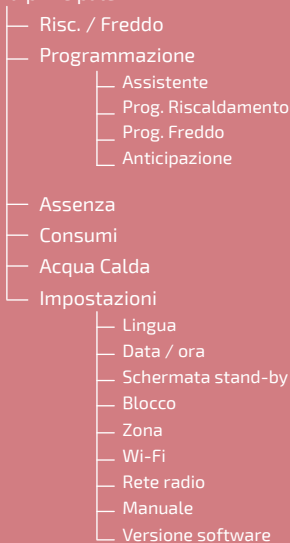 Risc. / Freddo
Programmazione
Assistente
Prog. Riscaldamento
Prog. Freddo
Anticipazione
Assenza
Consumi
Acqua Calda
Impostazioni
Lingua
Data / ora
Schermata stand-by
Blocco
Zona
Wi-Fi
Rete radio
Manuale
Versione software